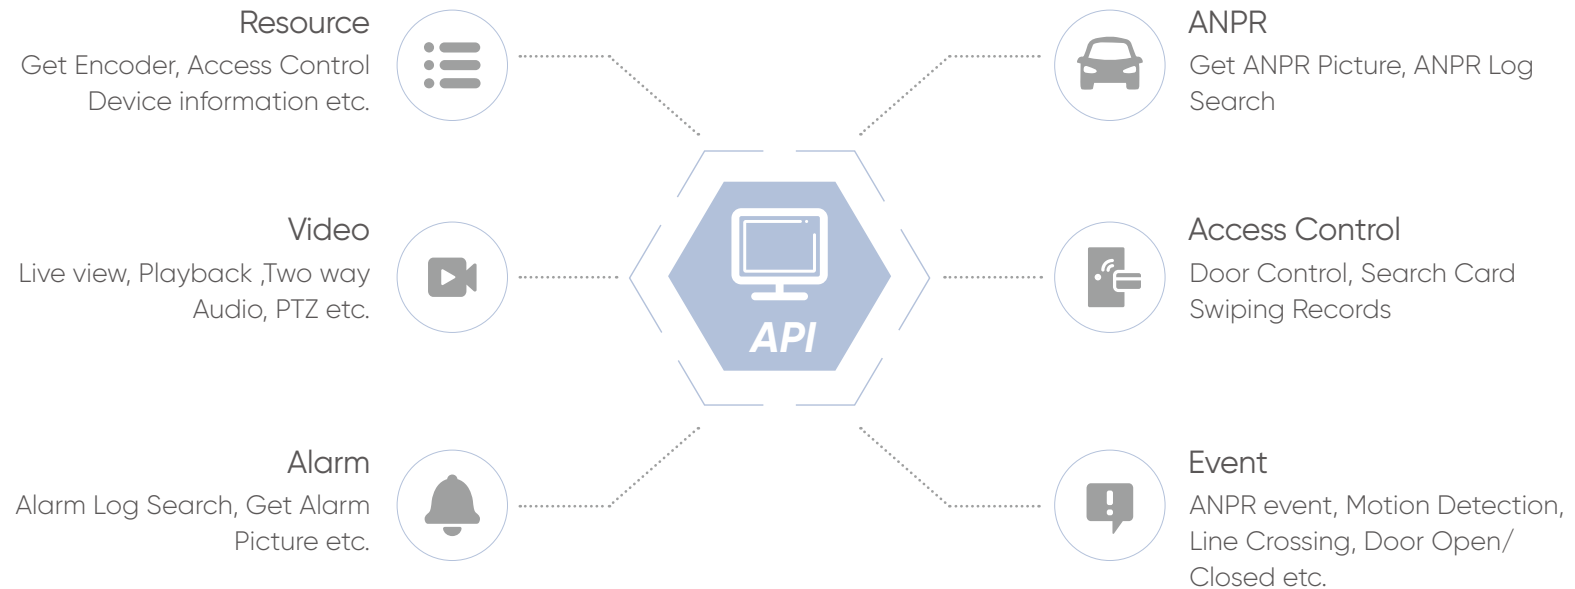 Resource
Get Encoder, Access Control
Device information etc.
Video
Live view, Playback ,Two way
Audio, PTZ etc.
Alarm
Alarm Log Search, Get Alarm
Picture etc.
API
ANPR
Get ANPR Picture, ANPR Log
Search
Access Control
Door Control, Search Card
Swiping Records
Event
ANPR event, Motion Detection,
Line Crossing, Door Open/
Closed etc.